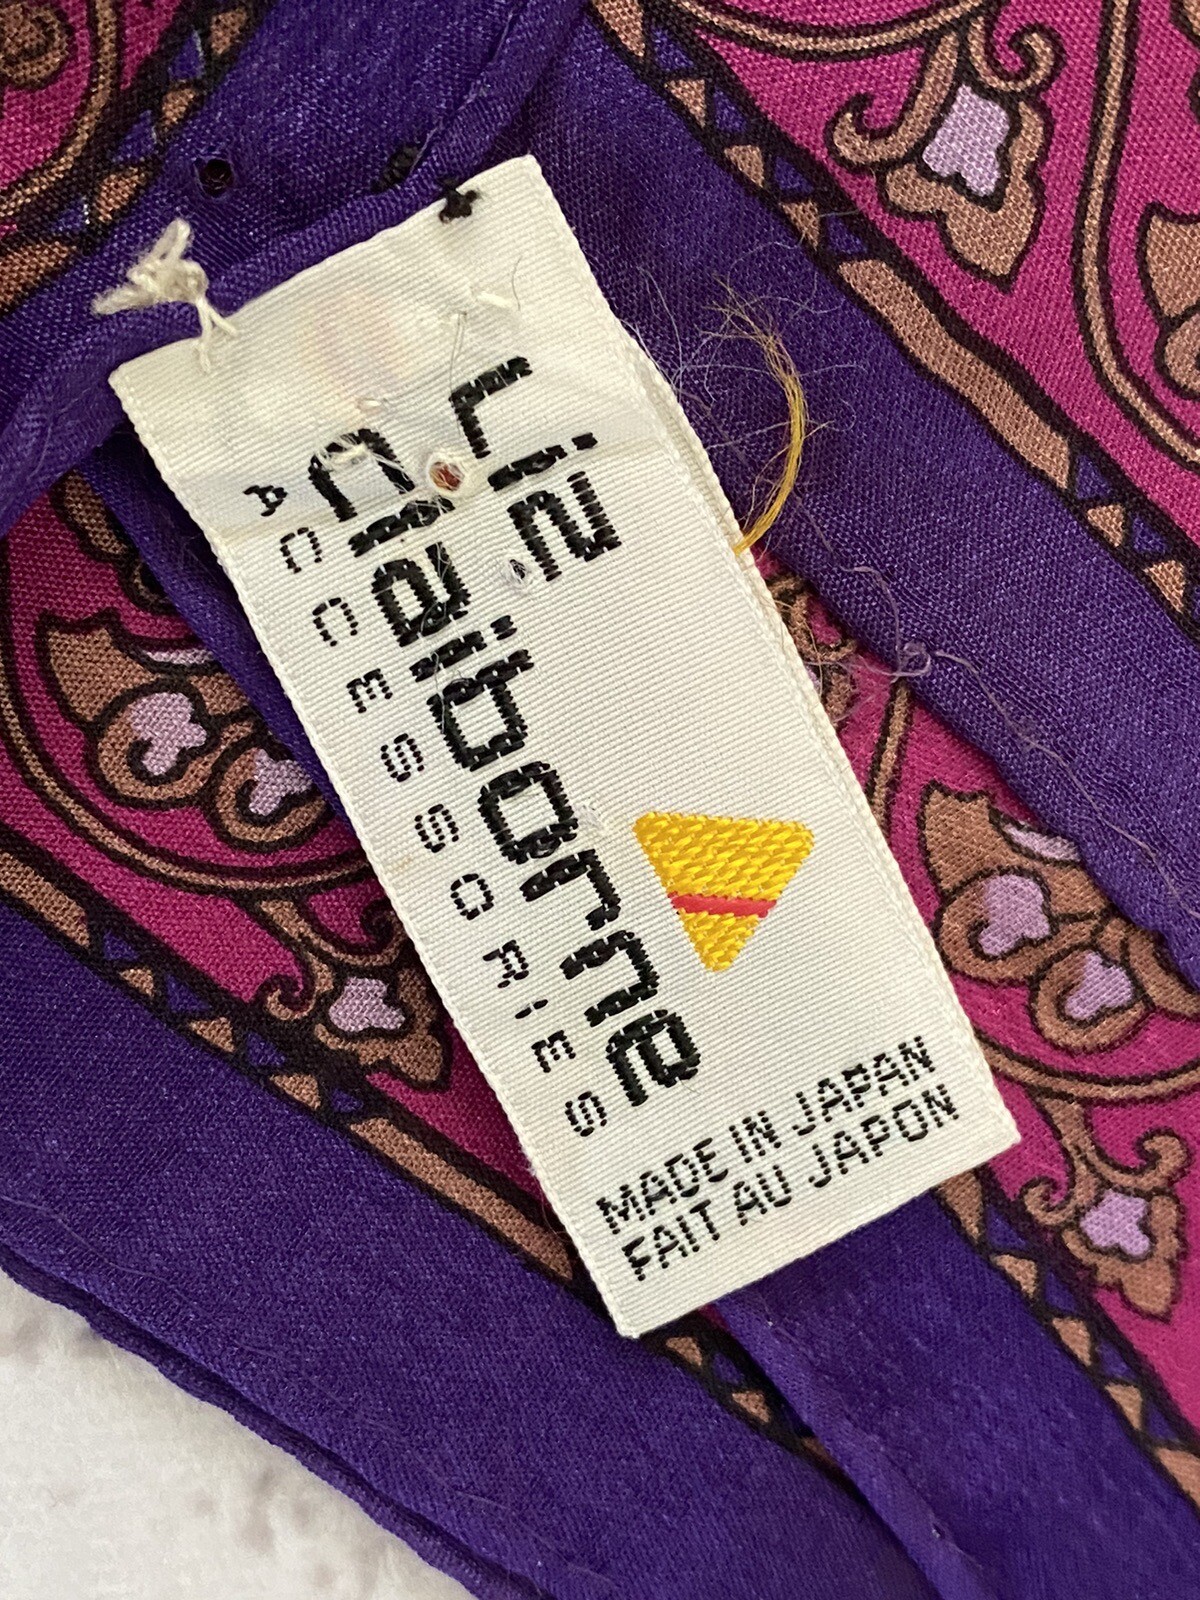 Liz
claiborne
ACCESSORIES
MADE IN JAPAN
FAIT AU JAPON